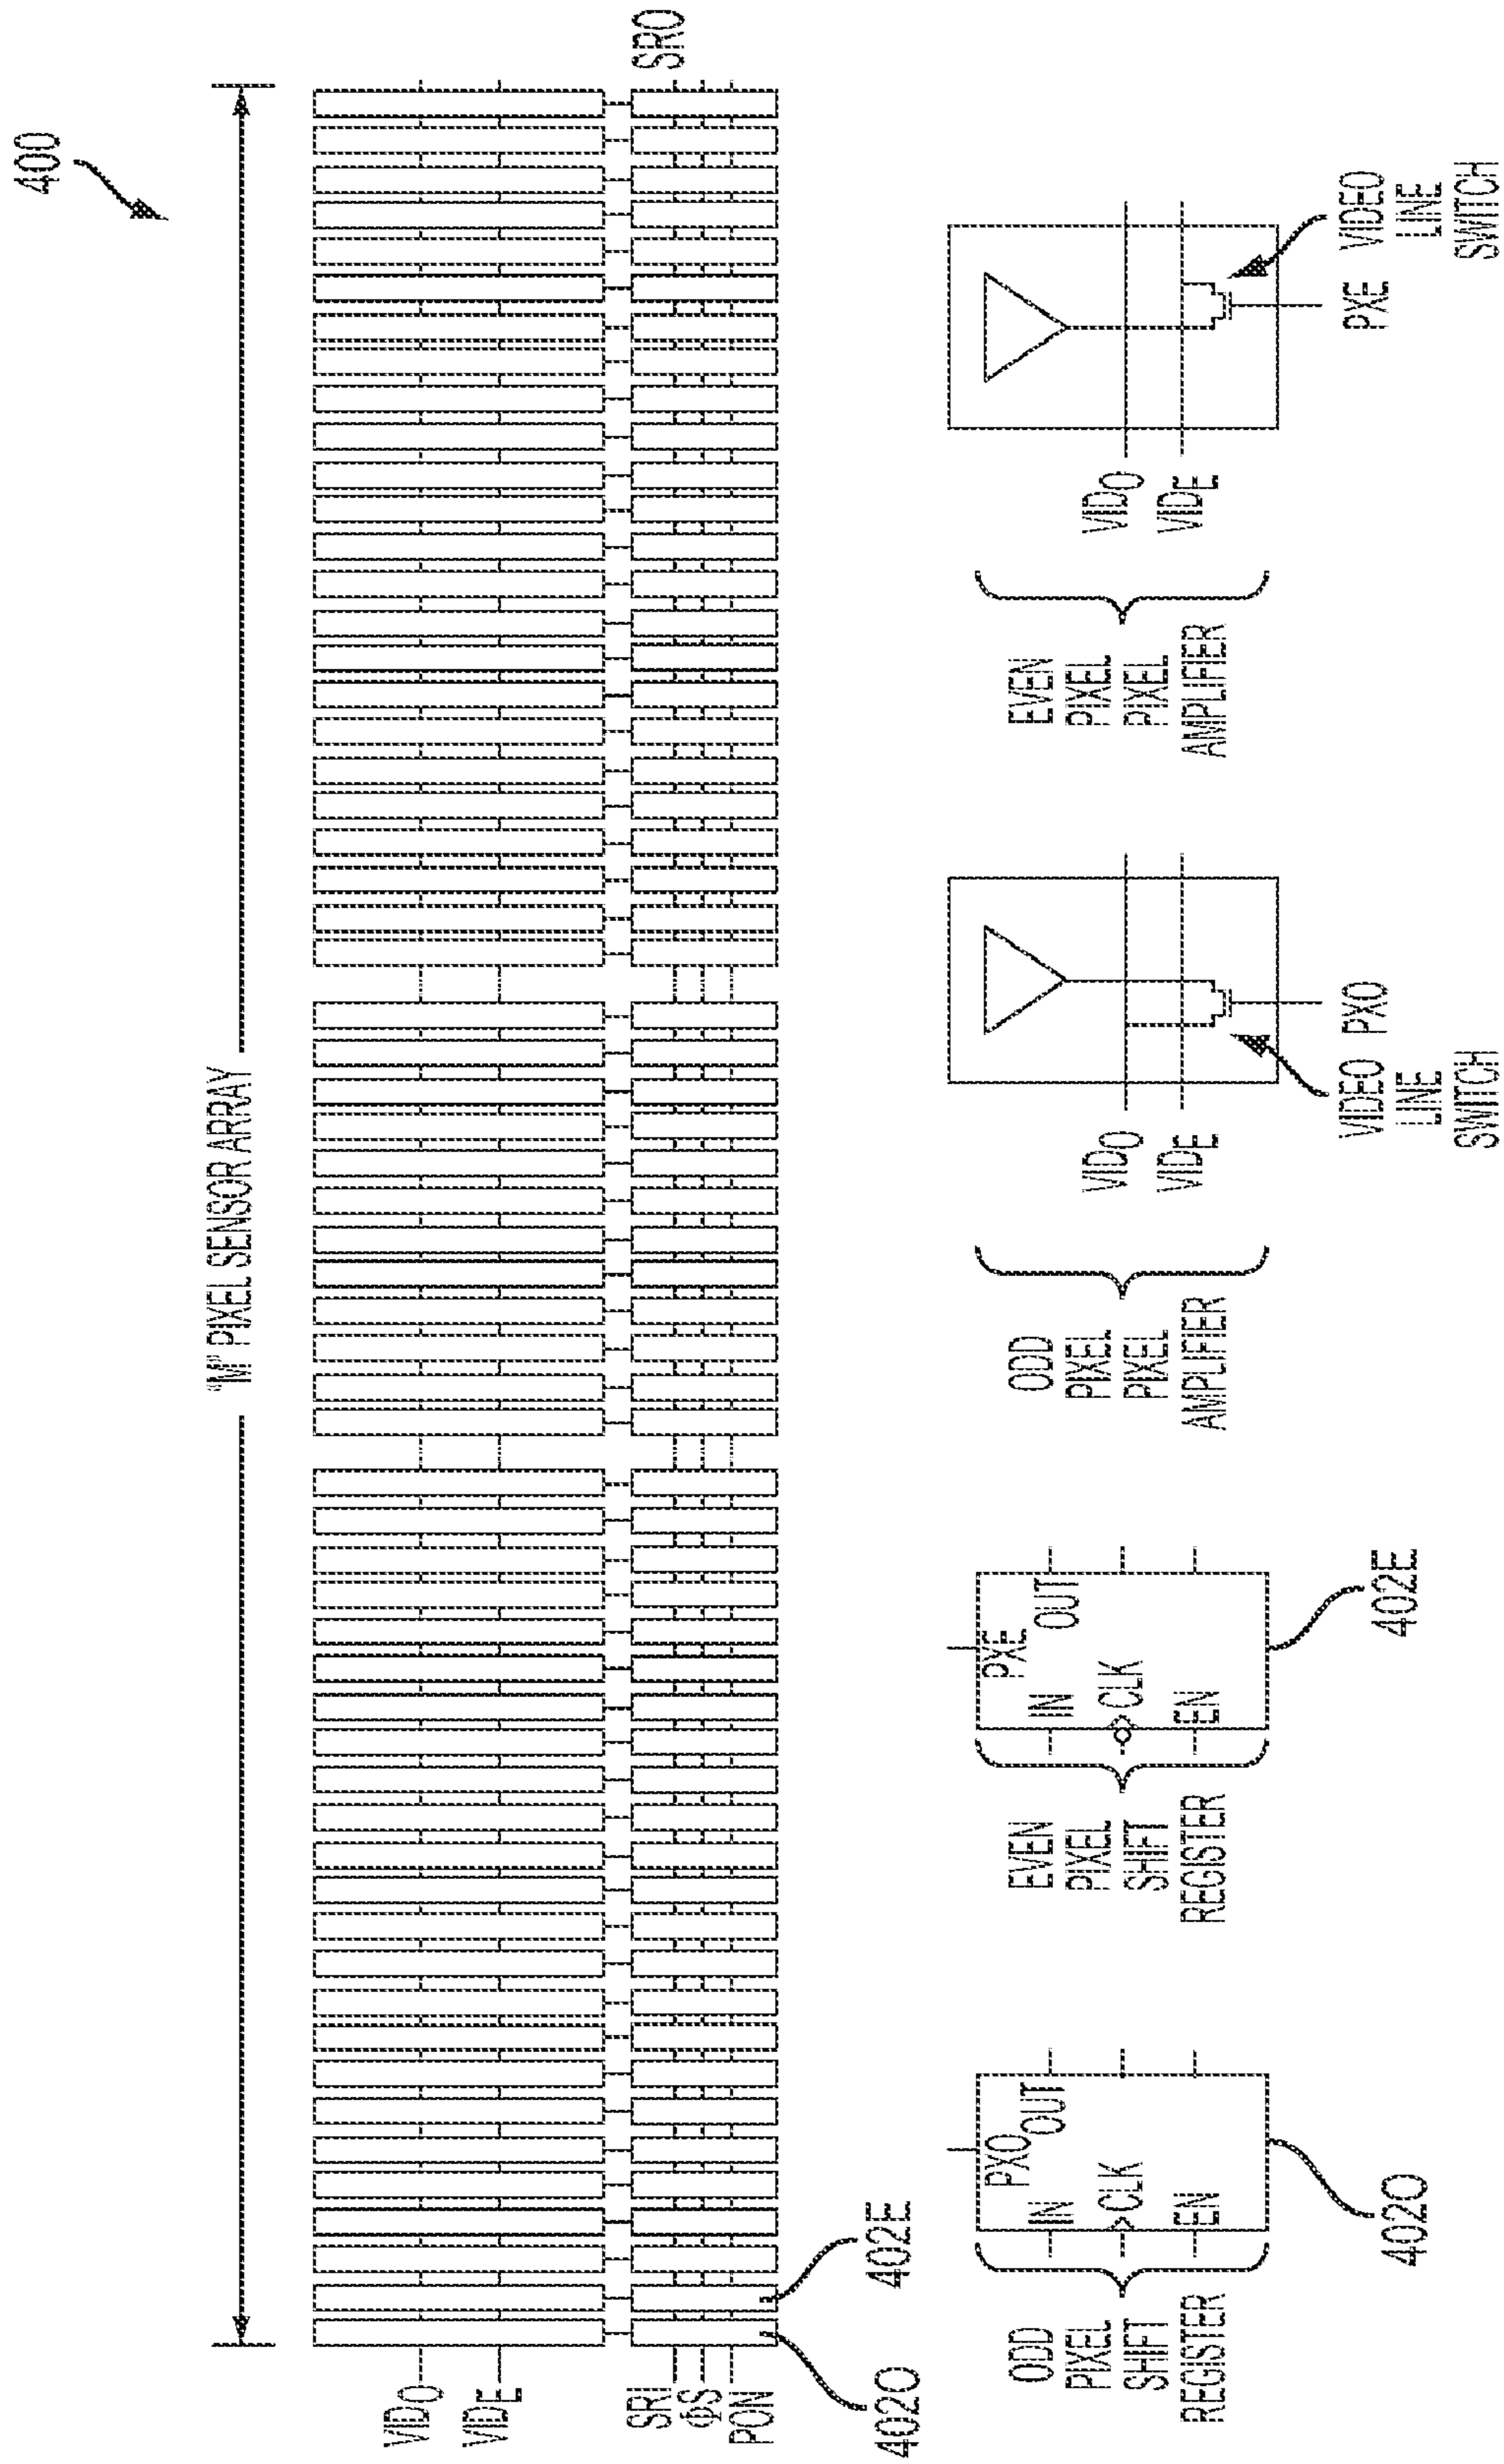 400
"M" PIXEL SENSOR ARRAY
VIDO
VIDE
SRI
ΦS
PON
SRO
402O
402E
ODD
PIXEL
SHIFT
REGISTER
PXO
IN
OUT
CLK
EN
402O
EVEN
PIXEL
SHIFT
REGISTER
PXE
IN
OUT
CLK
EN
402E
ODD
PIXEL
PIXEL
AMPLIFIER
VIDO
VIDE
VIDEO
LINE
SWITCH
PXO
EVEN
PIXEL
PIXEL
AMPLIFIER
VIDO
VIDE
PXE
VIDEO
LINE
SWITCH